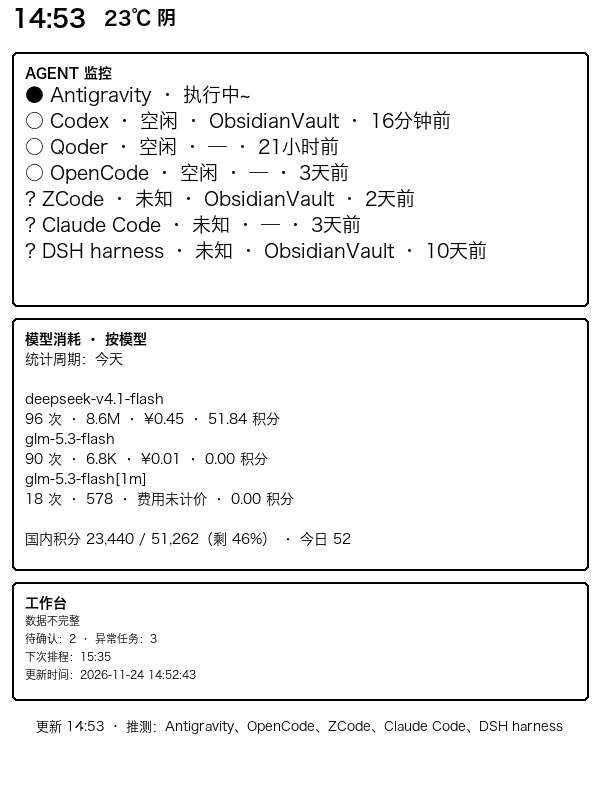 14:53 23℃ 阴
AGENT 监控
● Antigravity · 执行中~
○ Codex · 空闲 · ObsidianVault · 16分钟前
○ Qoder · 空闲 · — · 21小时前
○ OpenCode · 空闲 · — · 3天前
? ZCode · 未知 · ObsidianVault · 2天前
? Claude Code · 未知 · — · 3天前
? DSH harness · 未知 · ObsidianVault · 10天前
模型消耗 · 按模型
统计周期：今天
deepseek-v4.1-flash
96 次 · 8.6M · ¥0.45 · 51.84 积分
glm-5.3-flash
90 次 · 6.8K · ¥0.01 · 0.00 积分
glm-5.3-flash[1m]
18 次 · 578 · 费用未计价 · 0.00 积分
国内积分 23,440 / 51,262（剩 46%） · 今日 52
工作台
数据不完整
待确认：2 · 异常任务：3
下次排程：15:35
更新时间：2026-11-24 14:52:43
更新 14:53 · 推测：Antigravity、OpenCode、ZCode、Claude Code、DSH harness